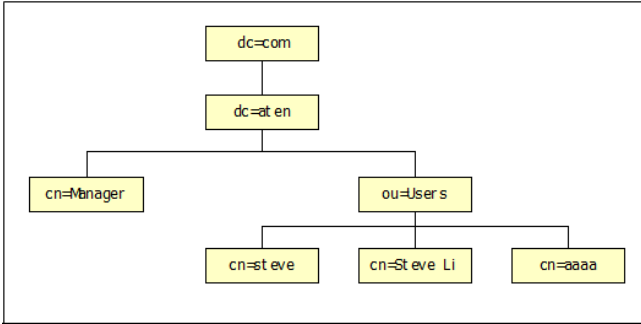 dc=com
dc=aten
cn=Manager
ou=Users
cn=steve
cn=Steve Li
cn=aaaa